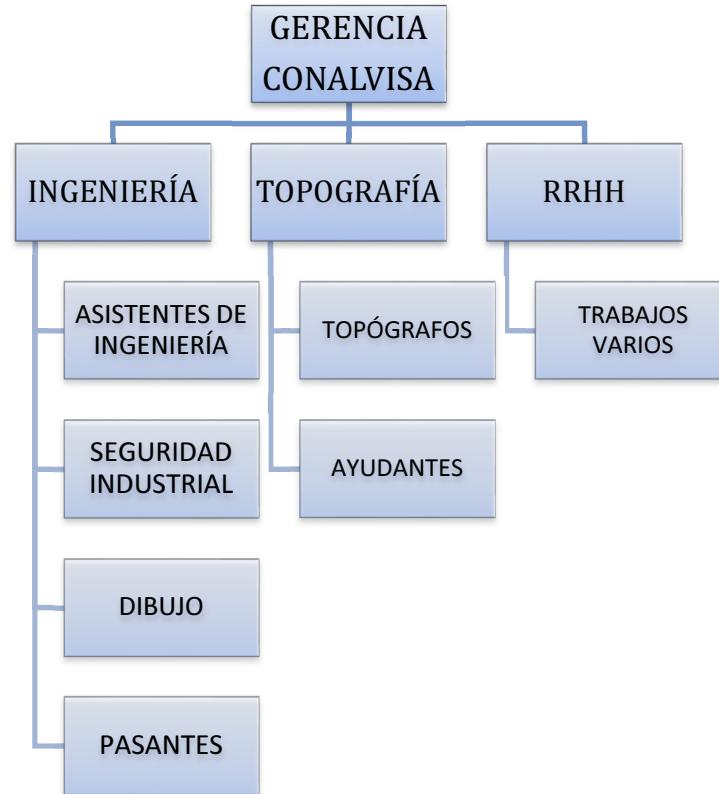 GERENCIA
CONALVISA
INGENIERÍA
TOPOGRAFÍA
RRHH
ASISTENTES DE
INGENIERÍA
TOPÓGRAFOS
TRABAJOS
VARIOS
SEGURIDAD
INDUSTRIAL
AYUDANTES
DIBUJO
PASANTES